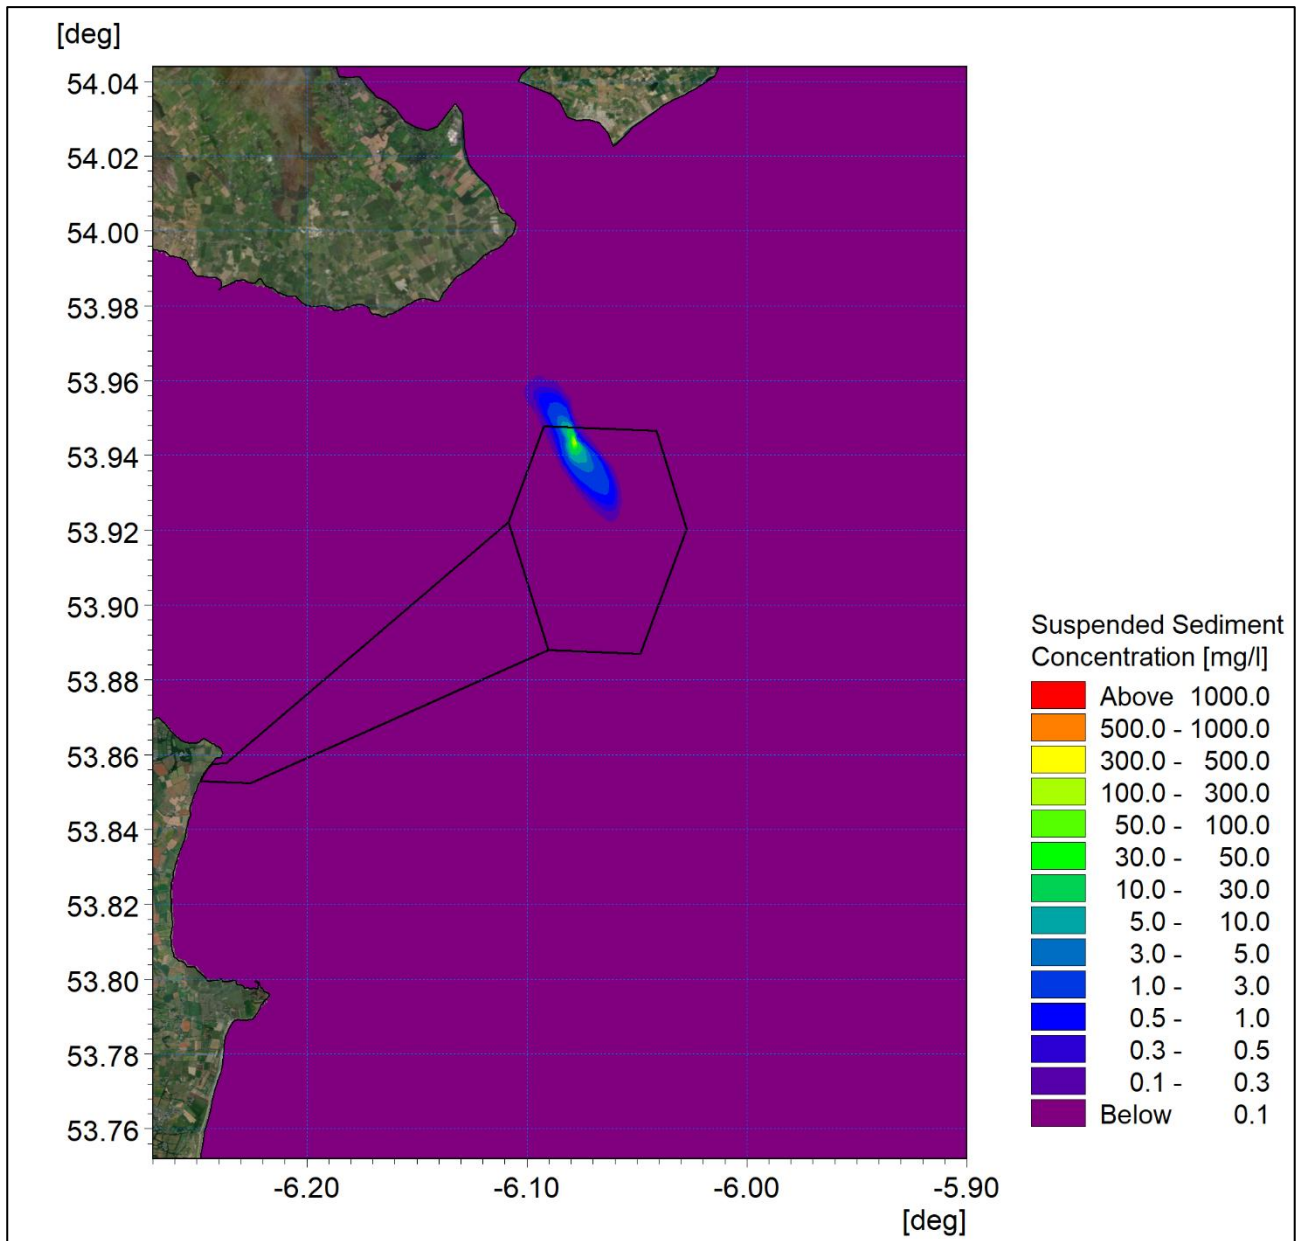 [deg]
54.04
54.02
54.00
53.98
53.96
53.94
53.92
53.90
53.88
53.86
53.84
53.82
53.80
53.78
53.76
-6.20 -6.10 -6.00 -5.90
[deg]
Suspended Sediment
Concentration [mg/l]
Above 1000.0
500.0 - 1000.0
300.0 - 500.0
100.0 - 300.0
50.0 - 100.0
30.0 - 50.0
10.0 - 30.0
5.0 - 10.0
3.0 - 5.0
1.0 - 3.0
0.5 - 1.0
0.3 - 0.5
0.1 - 0.3
Below 0.1